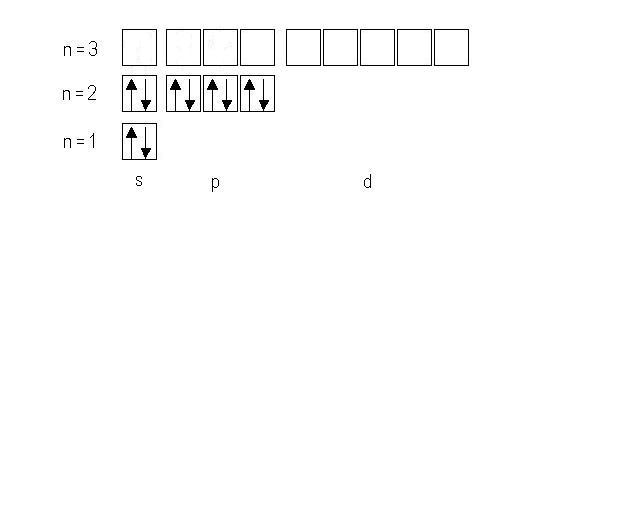 n = 3
n = 2
n = 1
s p d